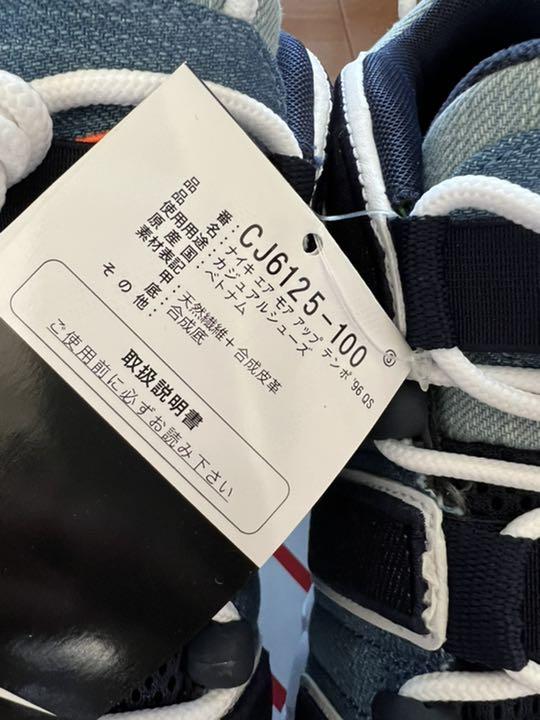 品番：CJ6125-100 ③
品名：ナイキ エア モア アップ テンポ '96 QS
使用用途：カジュアルシューズ
原産国：ベトナム
素材表記
甲：天然繊維＋合成皮革
底：合成底
その他：
取扱説明書
ご使用前に必ずお読み下さい